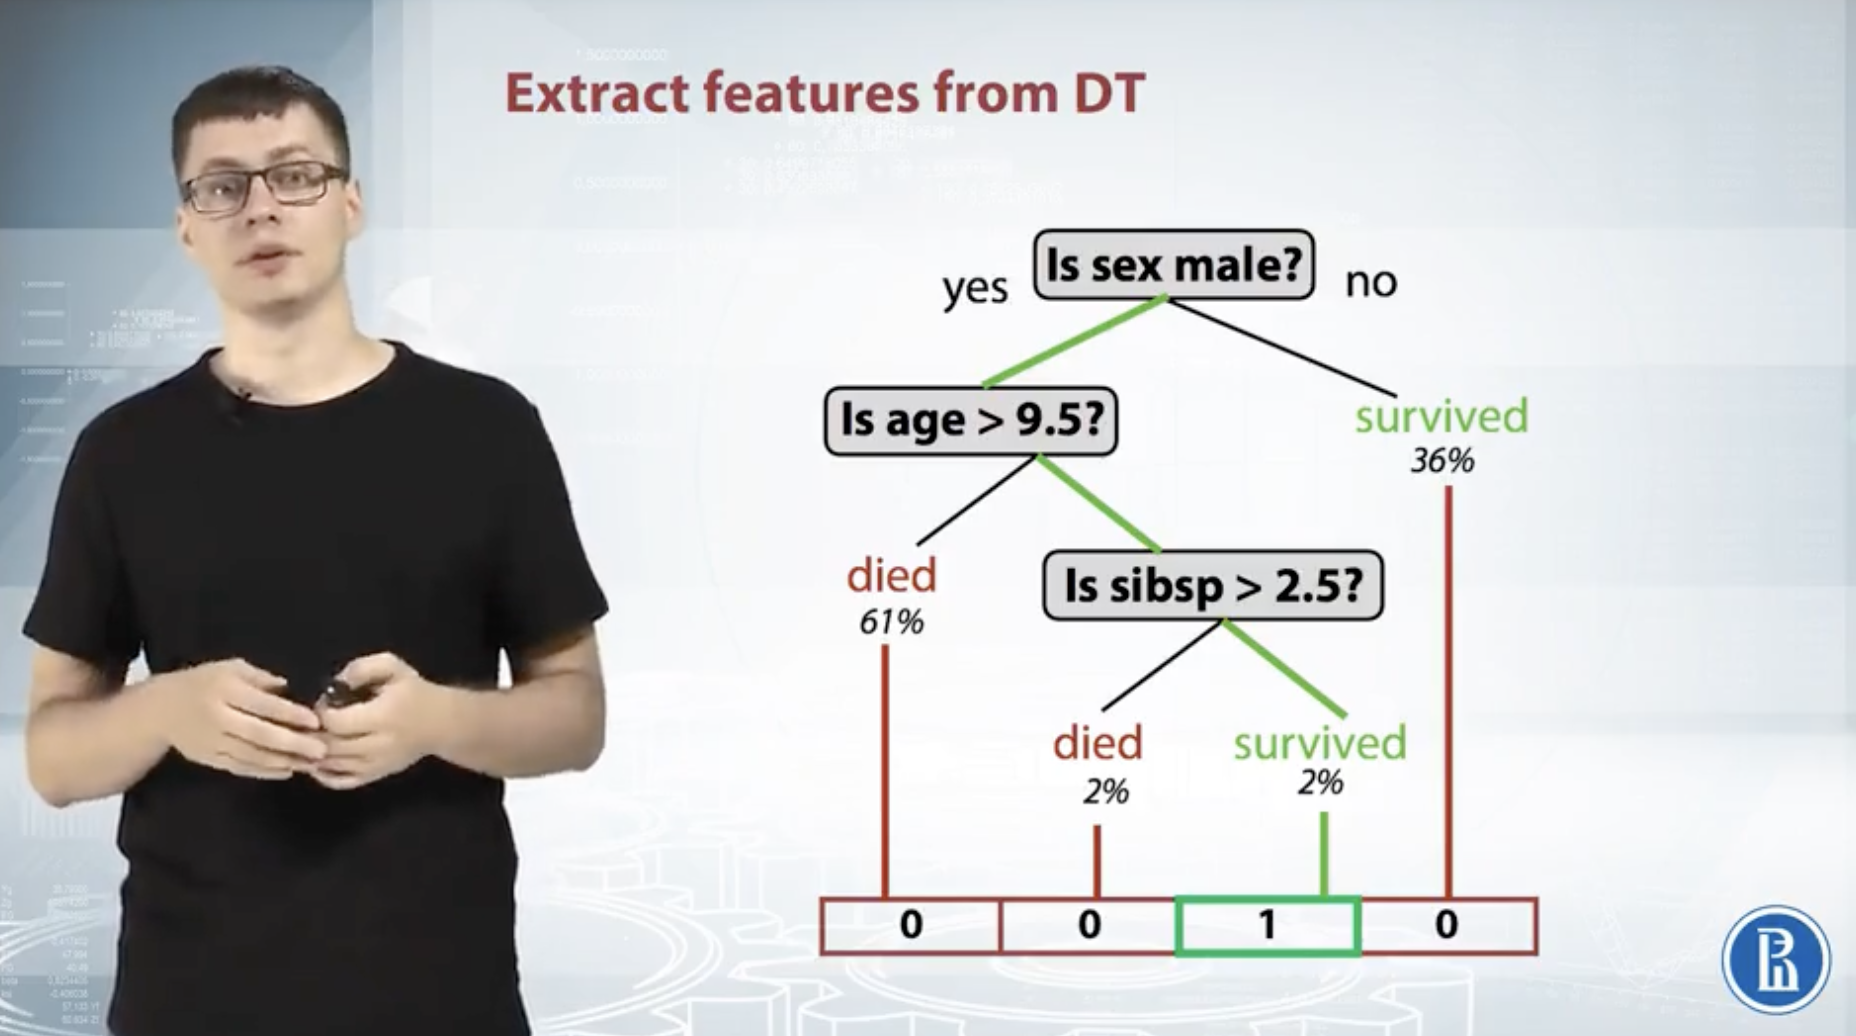 Extract features from DT
Is sex male?
yes
no
Is age > 9.5?
survived
36%
died
61%
Is sibsp > 2.5?
died
survived
2%
2%
0 0 1 0